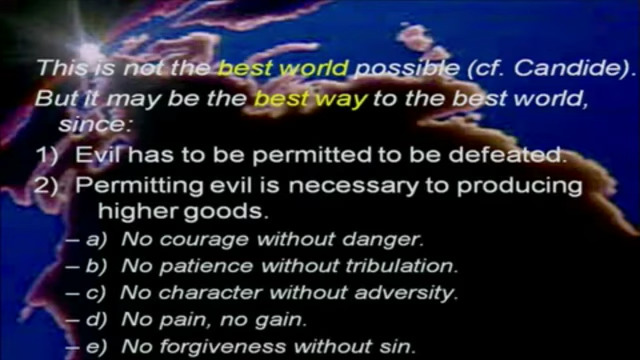 This is not the best world possible (cf. Candide).
But it may be the best way to the best world,
since:
1) Evil has to be permitted to be defeated.
2) Permitting evil is necessary to producing
higher goods.
– a) No courage without danger.
– b) No patience without tribulation.
– c) No character without adversity.
– d) No pain, no gain.
– e) No forgiveness without sin.